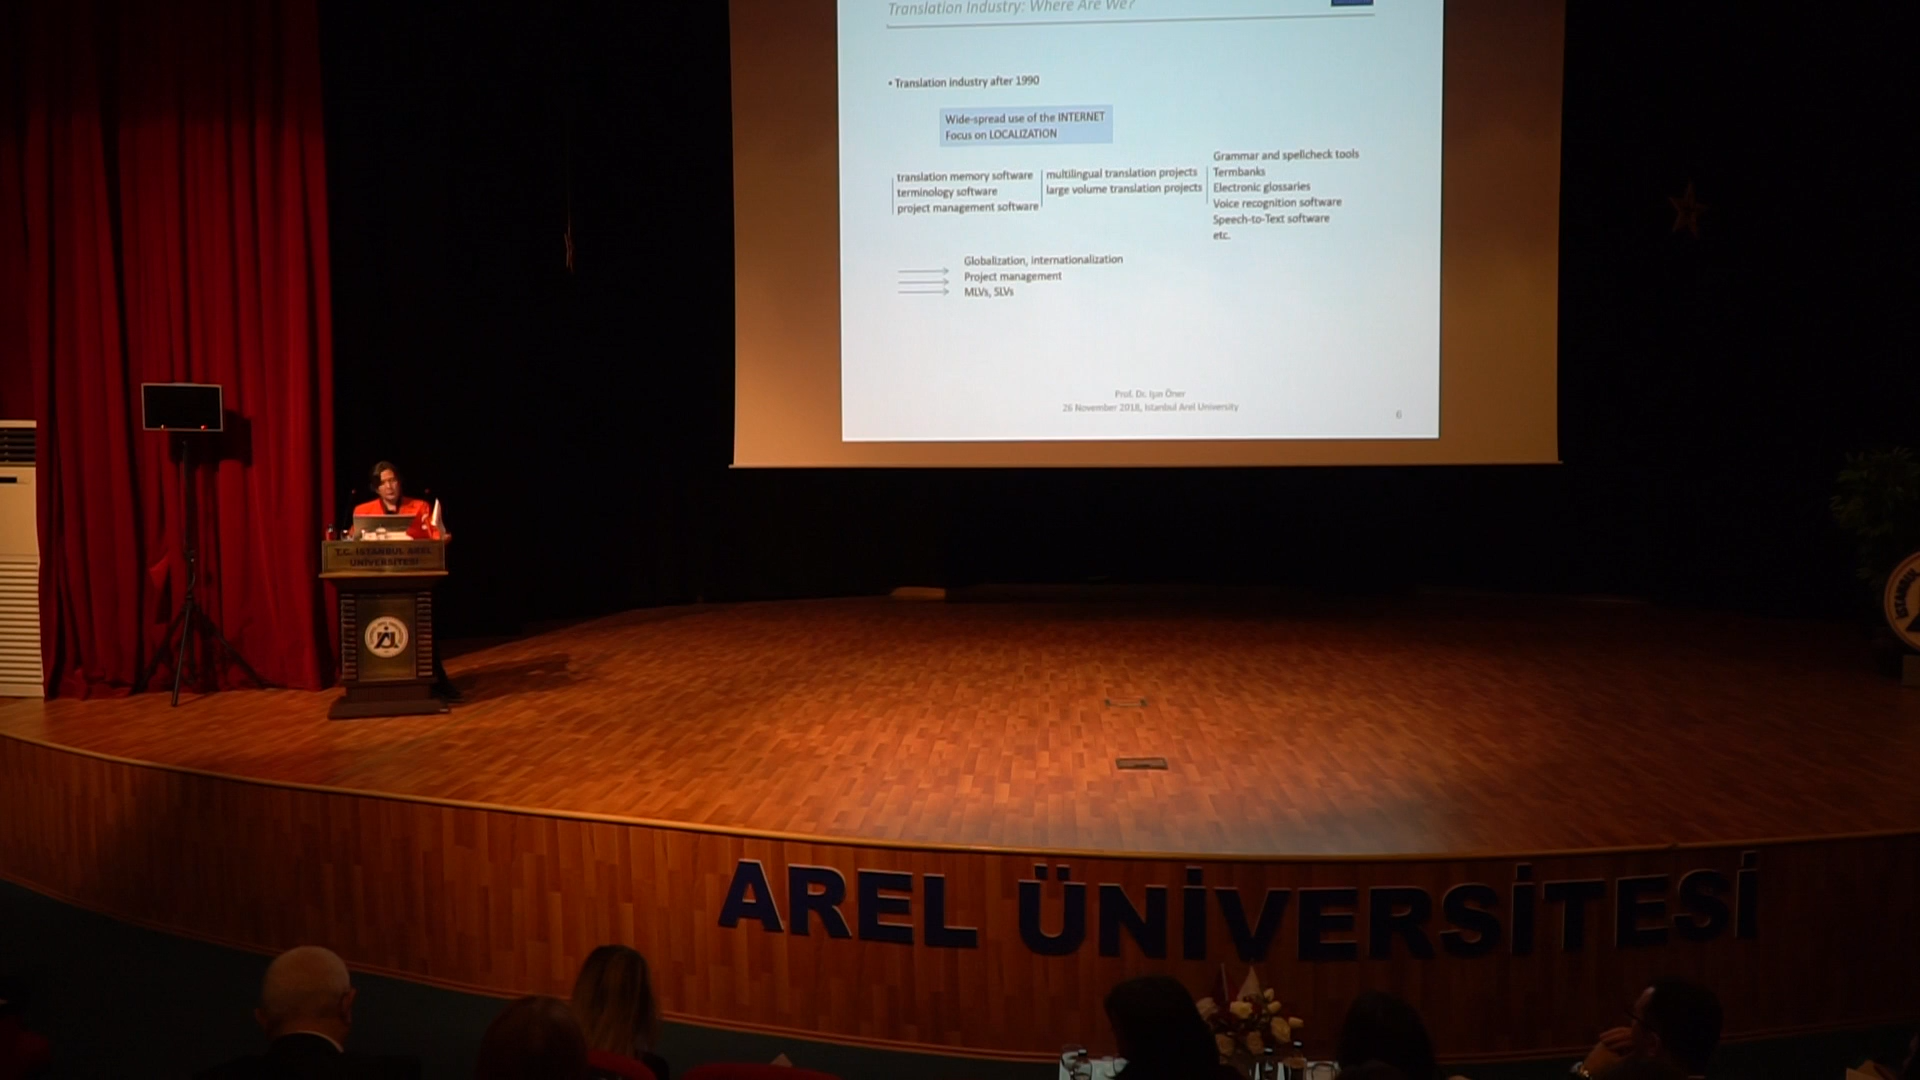 Translation Industry: Where Are We?
• Translation industry after 1990
Wide-spread use of the INTERNET
Focus on LOCALIZATION
translation memory software
terminology software
project management software
multilingual translation projects
large volume translation projects
Grammar and spellcheck tools
Termbanks
Electronic glossaries
Voice recognition software
Speech-to-Text software
etc.
Globalization, internationalization
Project management
MLVs, SLVs
Prof. Dr. Işın Öner
26 November 2018, Istanbul Arel University
6
T.C. İSTANBUL AREL
ÜNİVERSİTESİ
AREL ÜNİVERSİTESİ